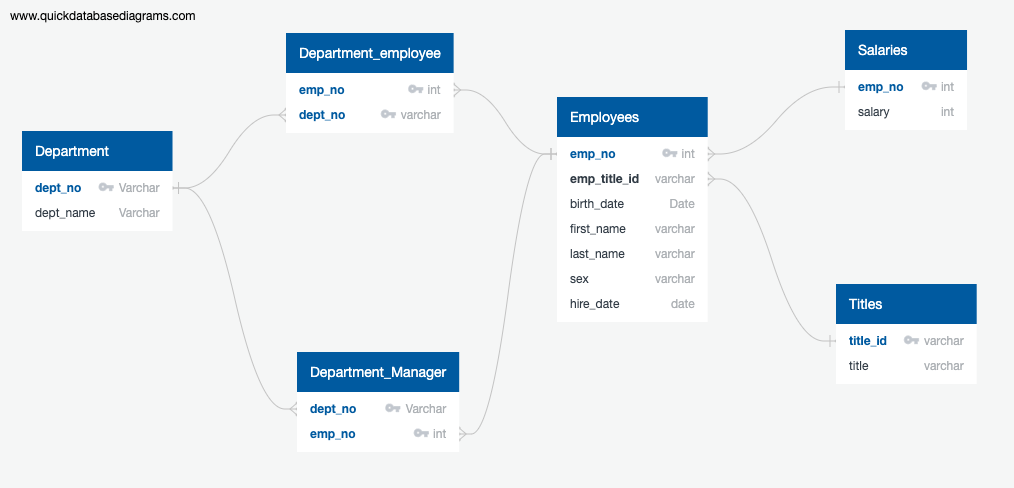 www.quickdatabasediagrams.com
Department_employee
emp_no int
dept_no varchar
Department
dept_no Varchar
dept_name Varchar
Department_Manager
dept_no Varchar
emp_no int
Employees
emp_no int
emp_title_id varchar
birth_date Date
first_name varchar
last_name varchar
sex varchar
hire_date date
Salaries
emp_no int
salary int
Titles
title_id varchar
title varchar